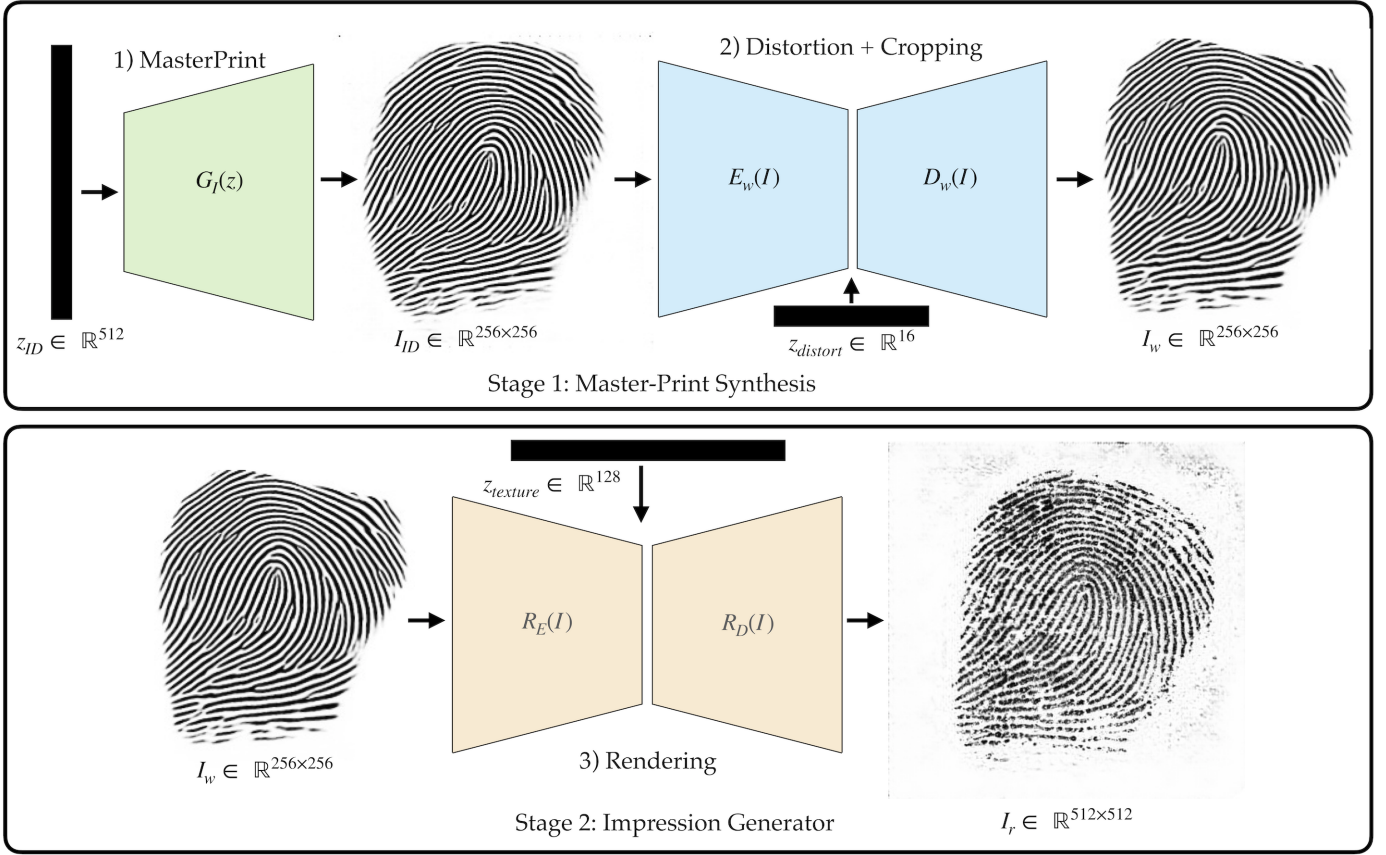 1) MasterPrint
2) Distortion + Cropping
G_I(z)
E_w(I)
D_w(I)
z_ID ∈ ℝ^512
I_ID ∈ ℝ^256×256
z_distort ∈ ℝ^16
I_w ∈ ℝ^256×256
Stage 1: Master-Print Synthesis
z_texture ∈ ℝ^128
R_E(I)
R_D(I)
I_w ∈ ℝ^256×256
3) Rendering
Stage 2: Impression Generator
I_r ∈ ℝ^512×512